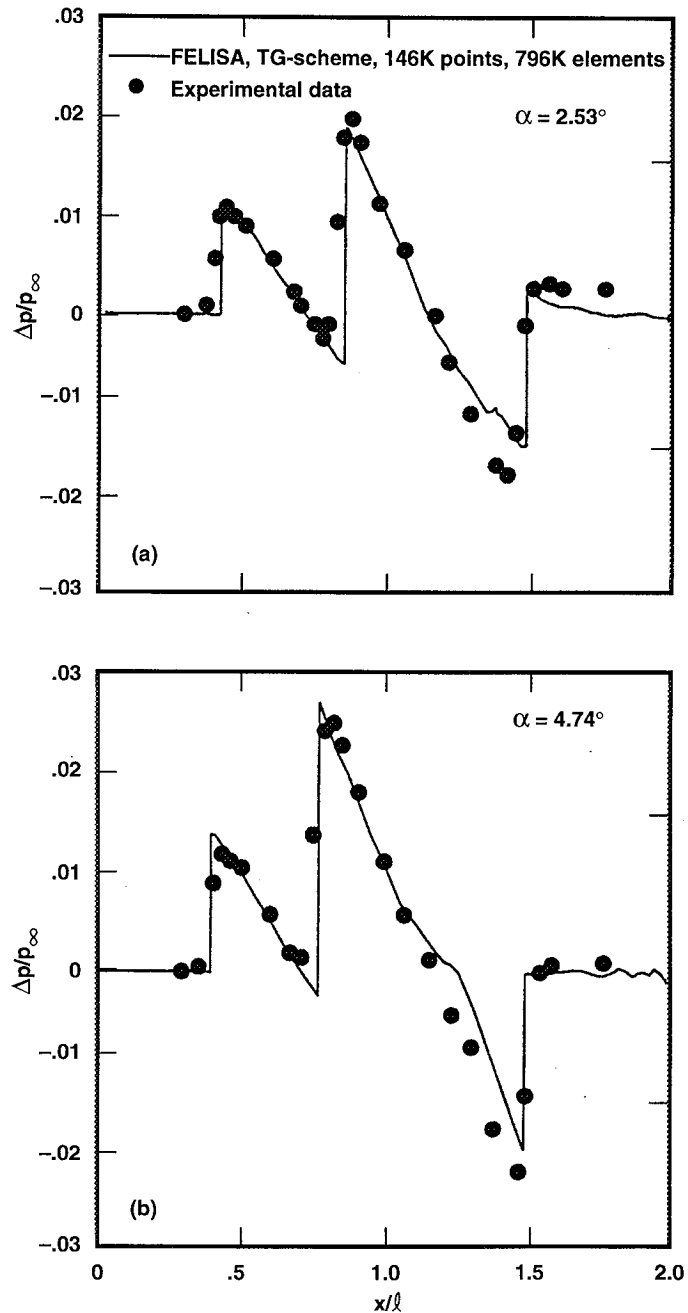 .03
FELISA, TG-scheme, 146K points, 796K elements
Experimental data
α = 2.53°
.02
.01
0
Δp/p∞
–.01
–.02
(a)
–.03
.03
α = 4.74°
.02
.01
0
Δp/p∞
–.01
–.02
(b)
–.03
0 .5 1.0 1.5 2.0
x/ℓ